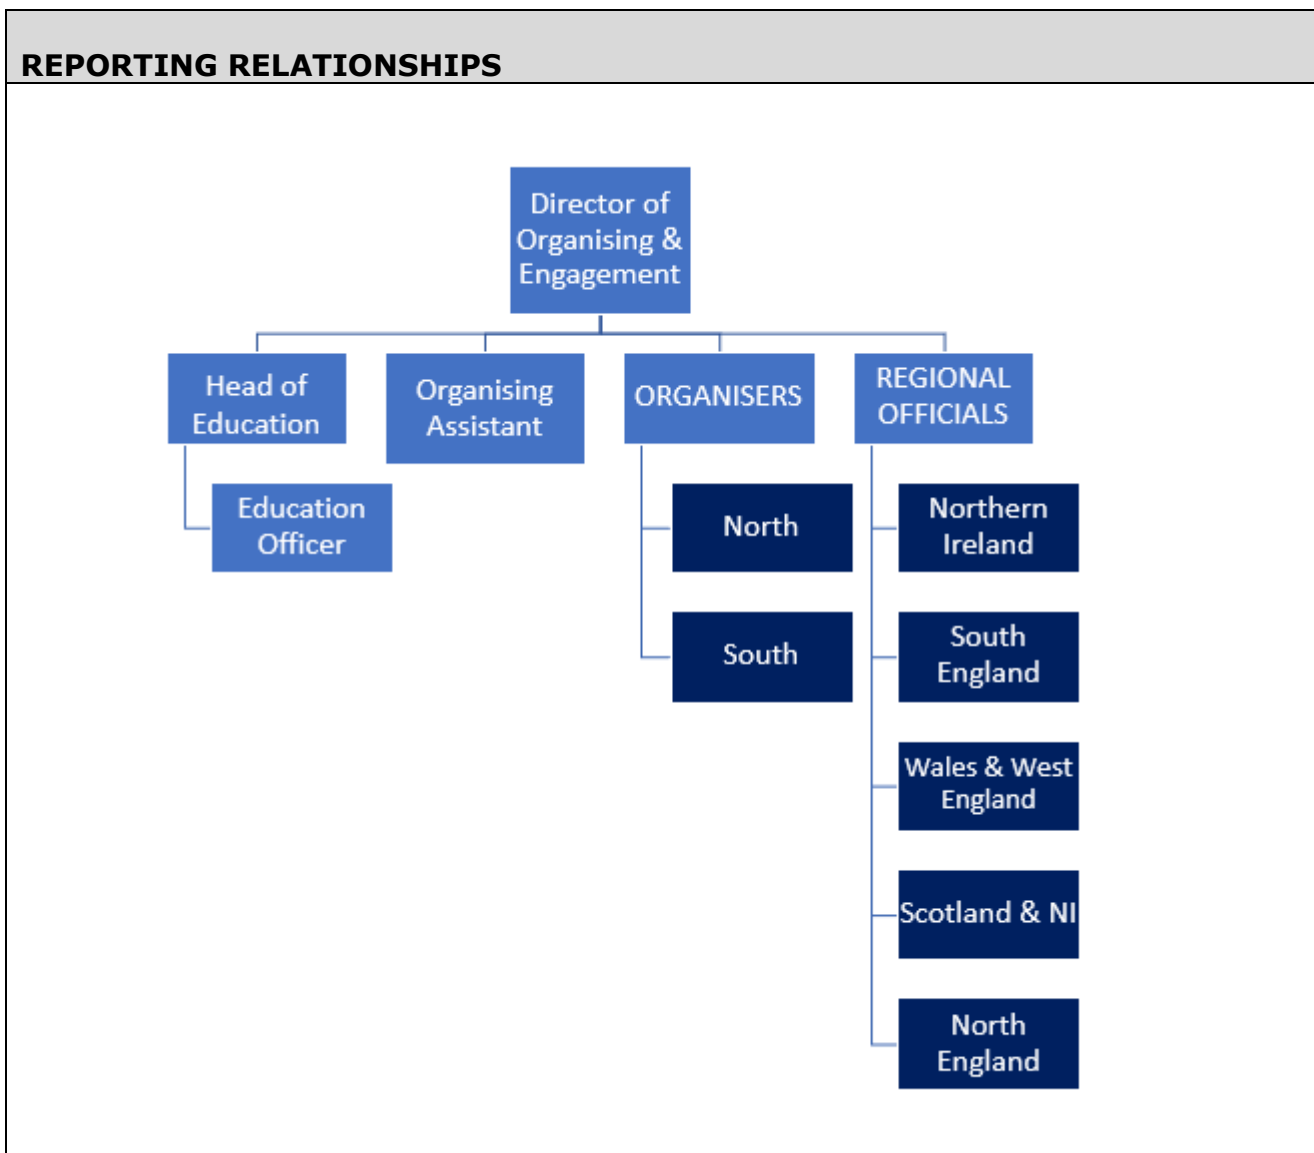 REPORTING RELATIONSHIPS
Director of
Organising &
Engagement
Head of
Education
Organising
Assistant
ORGANISERS
REGIONAL
OFFICIALS
Education
Officer
North
South
Northern
Ireland
South
England
Wales & West
England
Scotland & NI
North
England